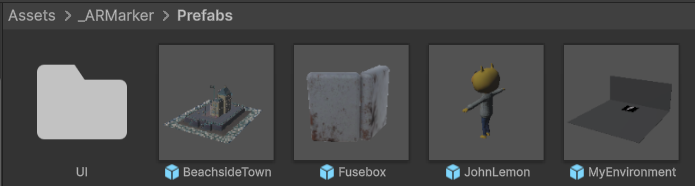 Assets > _ARMarker > Prefabs
UI BeachsideTown Fusebox JohnLemon MyEnvironment